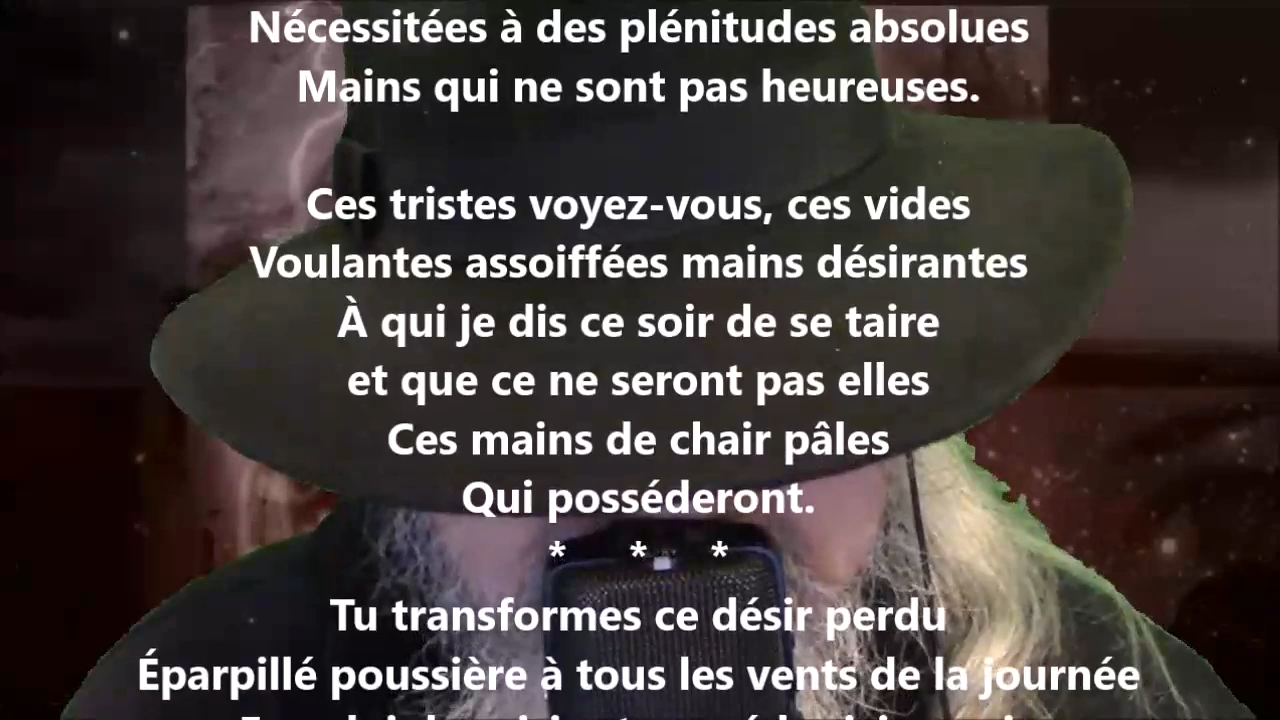 Nécessitées à des plénitudes absolues
Mains qui ne sont pas heureuses.
Ces tristes voyez-vous, ces vides
Voulantes assoiffées mains désirantes
À qui je dis ce soir de se taire
et que ce ne seront pas elles
Ces mains de chair pâles
Qui posséderont.
* * *
Tu transformes ce désir perdu
Éparpillé poussière à tous les vents de la journée